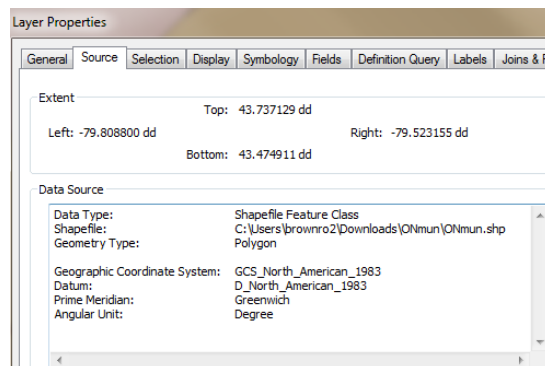 Layer Properties
General Source Selection Display Symbology Fields Definition Query Labels Joins &
Extent
Top: 43.737129 dd
Left: -79.808800 dd Right: -79.523155 dd
Bottom: 43.474911 dd
Data Source
Data Type: Shapefile Feature Class
Shapefile: C:\Users\brownro2\Downloads\ONmun\ONmun.shp
Geometry Type: Polygon
Geographic Coordinate System: GCS_North_American_1983
Datum: D_North_American_1983
Prime Meridian: Greenwich
Angular Unit: Degree